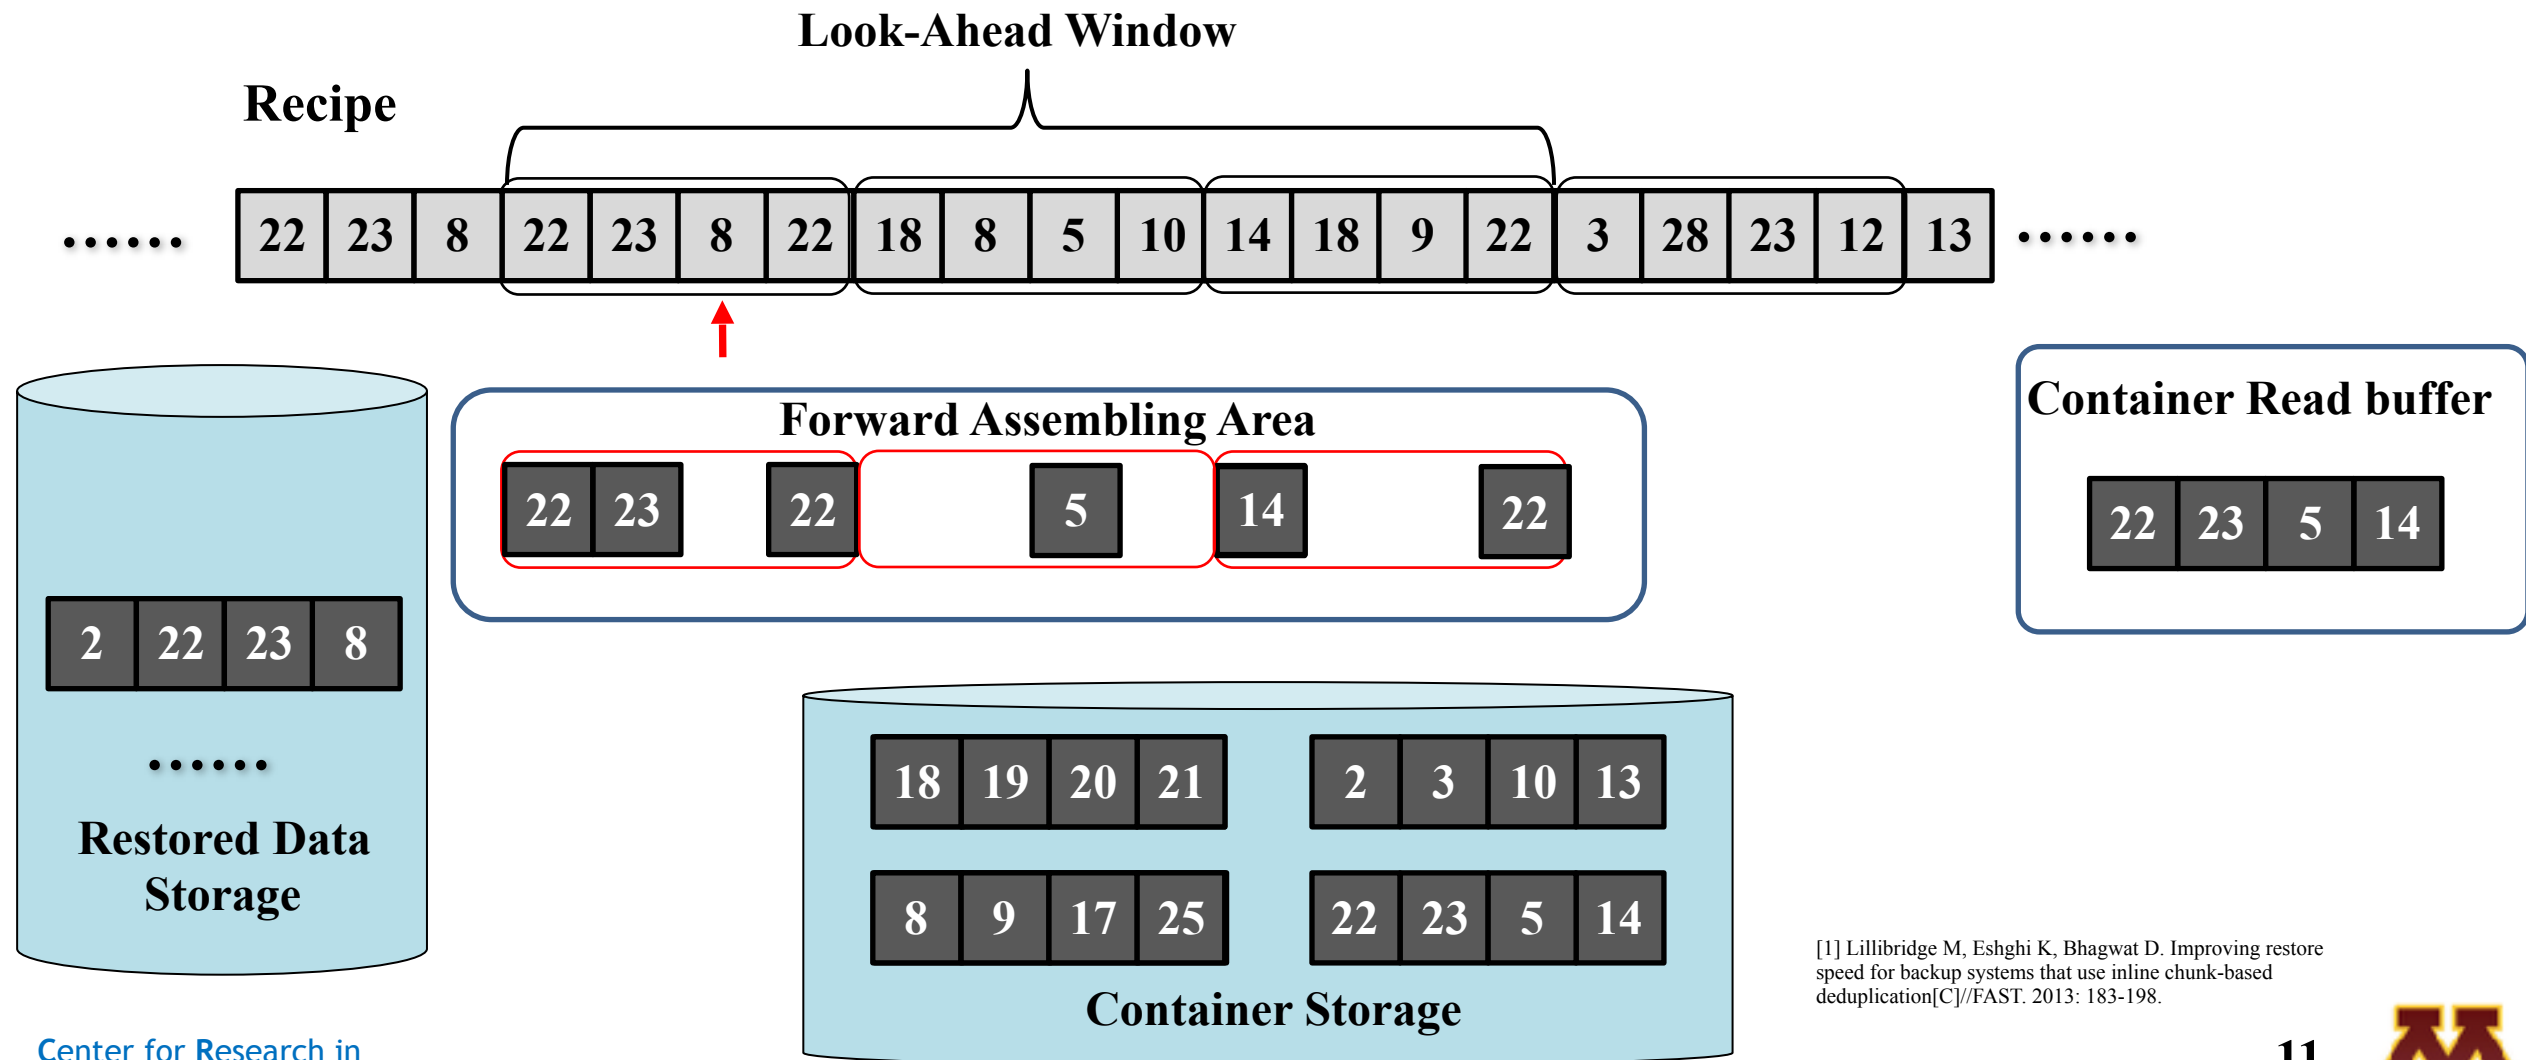 Look-Ahead Window
Recipe
...... 22 23 8 22 23 8 22 18 8 5 10 14 18 9 22 3 28 23 12 13 ......
Forward Assembling Area
Container Read buffer
22 23 22 5 14 22
22 23 5 14
2 22 23 8
......
Restored Data
Storage
18 19 20 21 2 3 10 13
8 9 17 25 22 23 5 14
Container Storage
[1] Lillibridge M, Eshghi K, Bhagwat D. Improving restore
speed for backup systems that use inline chunk-based
deduplication[C]//FAST. 2013: 183-198.
Center for Research in
11
M